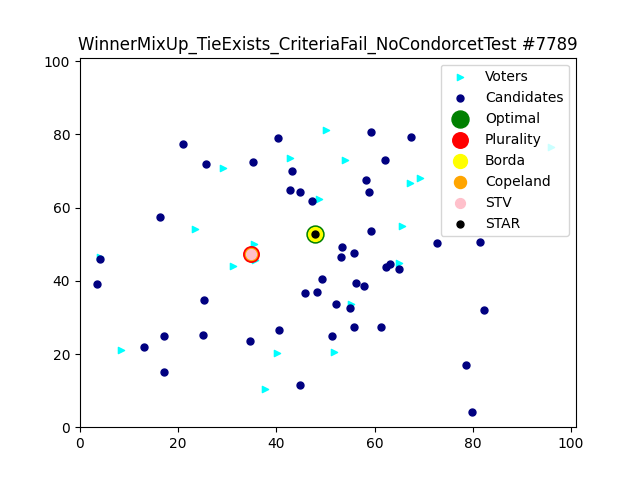 WinnerMixUp_TieExists_CriteriaFail_NoCondorcetTest #7789
100
80
60
40
20
0
0 20 40 60 80 100
Voters
Candidates
Optimal
Plurality
Borda
Copeland
STV
STAR